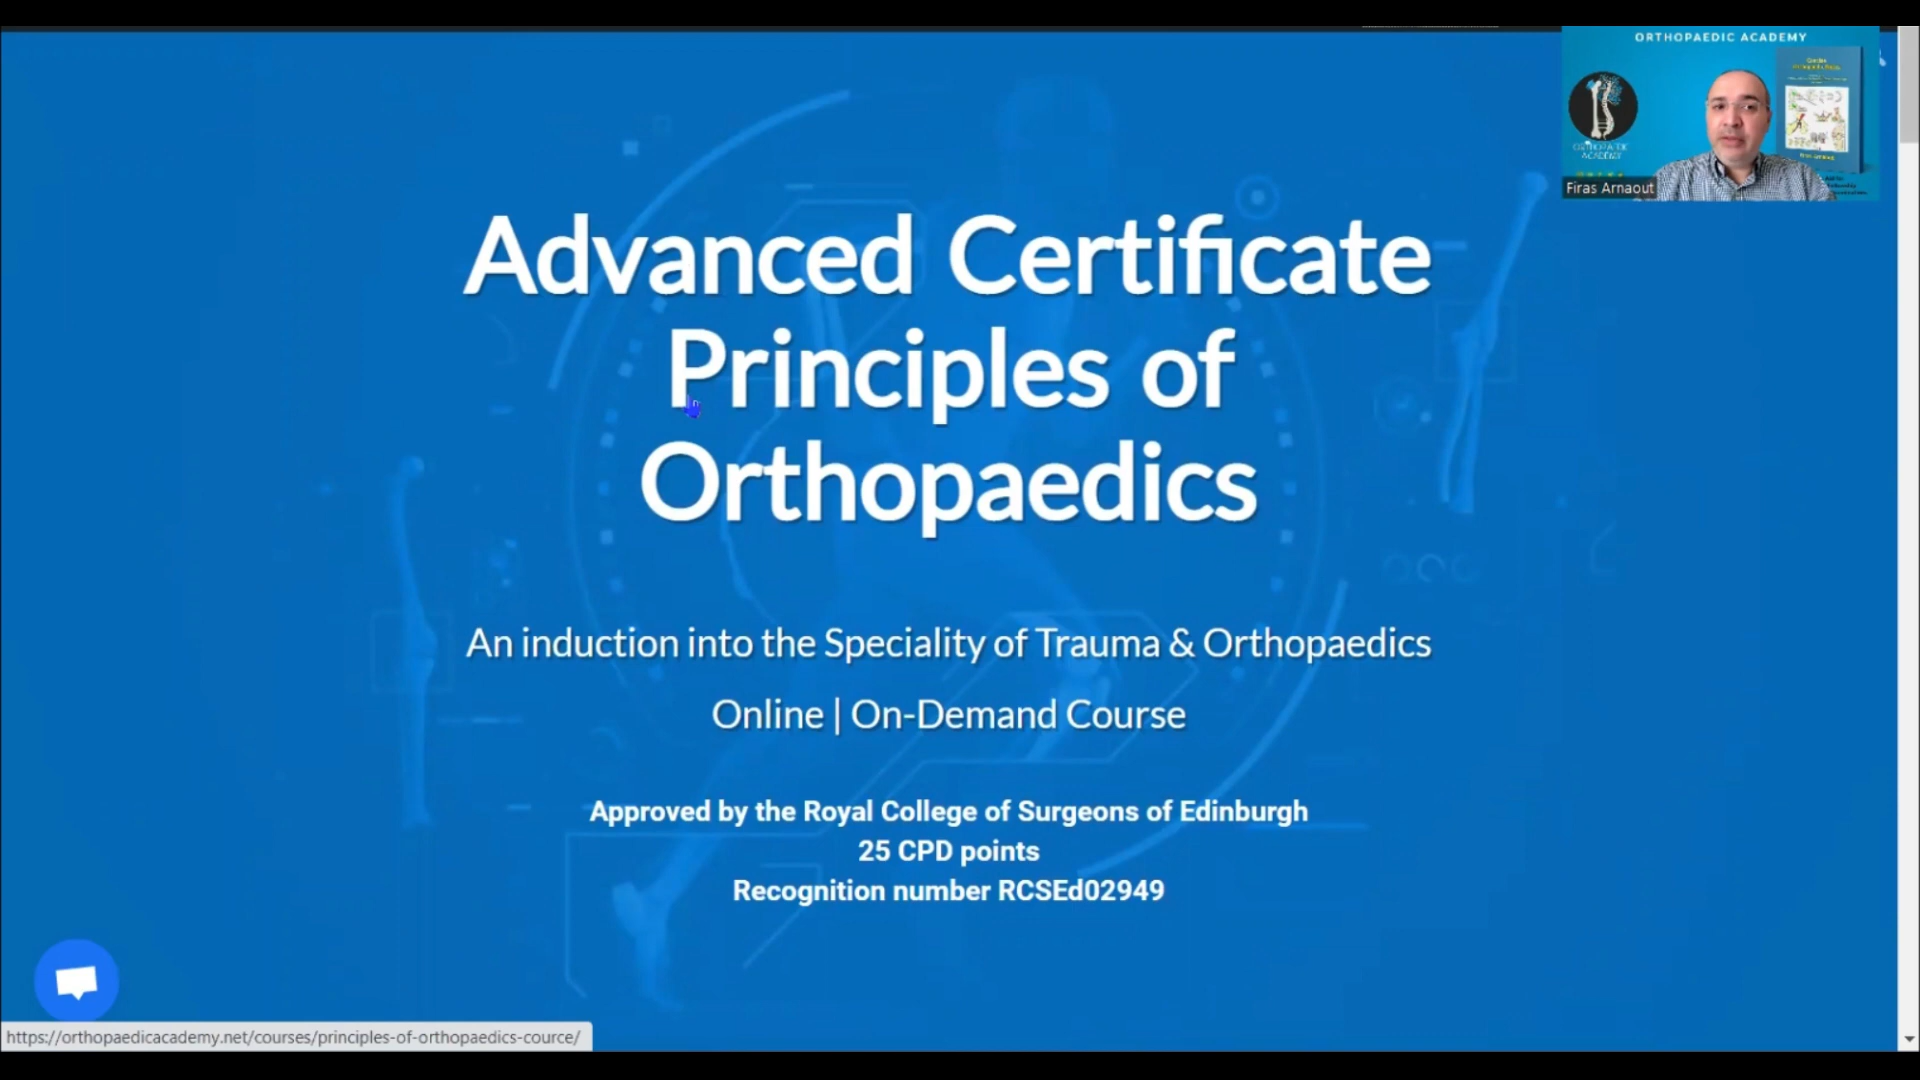 ORTHOPAEDIC ACADEMY
Firas Arnaout
Advanced Certificate
Principles of
Orthopaedics
An induction into the Speciality of Trauma & Orthopaedics
Online | On-Demand Course
Approved by the Royal College of Surgeons of Edinburgh
25 CPD points
Recognition number RCSEd02949
https://orthopaedicacademy.net/courses/principles-of-orthopaedics-cource/